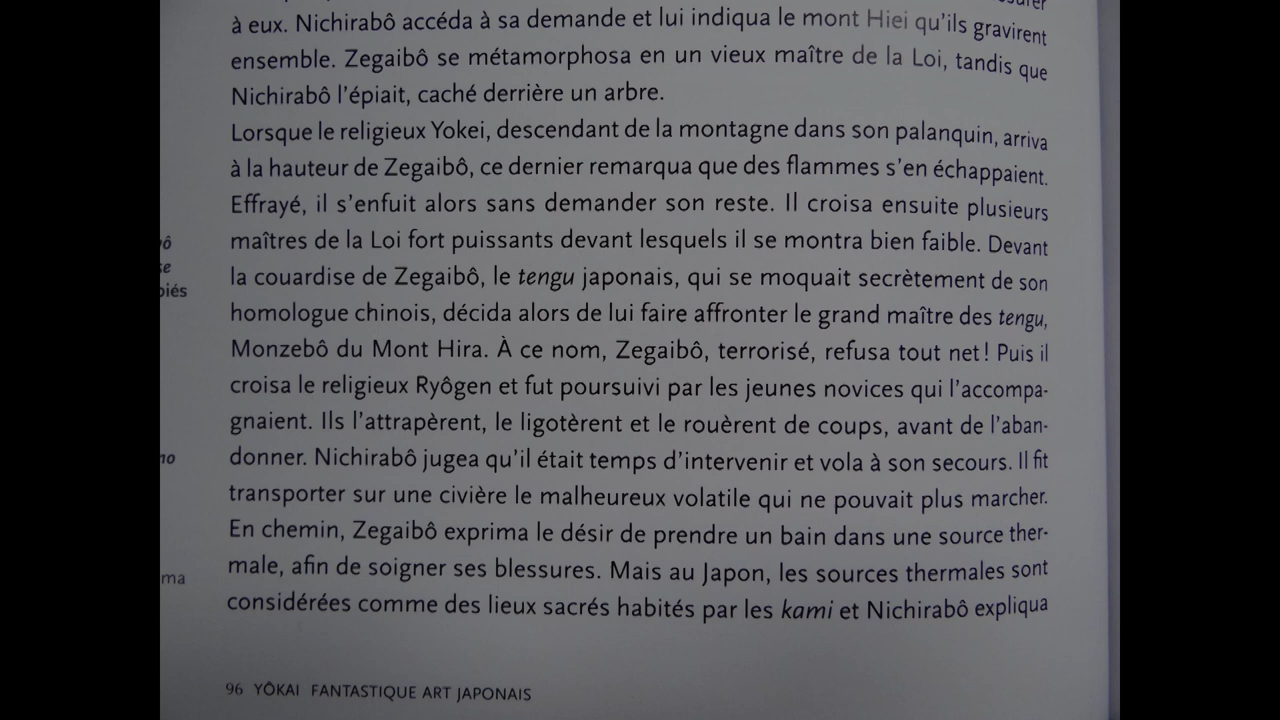 à eux. Nichirabô accéda à sa demande et lui indiqua le mont Hiei qu'ils gravirent
ensemble. Zegaibô se métamorphosa en un vieux maître de la Loi, tandis que
Nichirabô l'épiait, caché derrière un arbre.
Lorsque le religieux Yokei, descendant de la montagne dans son palanquin, arriva
à la hauteur de Zegaibô, ce dernier remarqua que des flammes s'en échappaient.
Effrayé, il s'enfuit alors sans demander son reste. Il croisa ensuite plusieurs
maîtres de la Loi fort puissants devant lesquels il se montra bien faible. Devant
la couardise de Zegaibô, le tengu japonais, qui se moquait secrètement de son
homologue chinois, décida alors de lui faire affronter le grand maître des tengu,
Monzebô du Mont Hira. À ce nom, Zegaibô, terrorisé, refusa tout net! Puis il
croisa le religieux Ryôgen et fut poursuivi par les jeunes novices qui l'accompa-
gnaient. Ils l'attrapèrent, le ligotèrent et le rouèrent de coups, avant de l'aban-
donner. Nichirabô jugea qu'il était temps d'intervenir et vola à son secours. Il fit
transporter sur une civière le malheureux volatile qui ne pouvait plus marcher.
En chemin, Zegaibô exprima le désir de prendre un bain dans une source ther-
male, afin de soigner ses blessures. Mais au Japon, les sources thermales sont
considérées comme des lieux sacrés habités par les kami et Nichirabô expliqua
96 YÔKAI FANTASTIQUE ART JAPONAIS